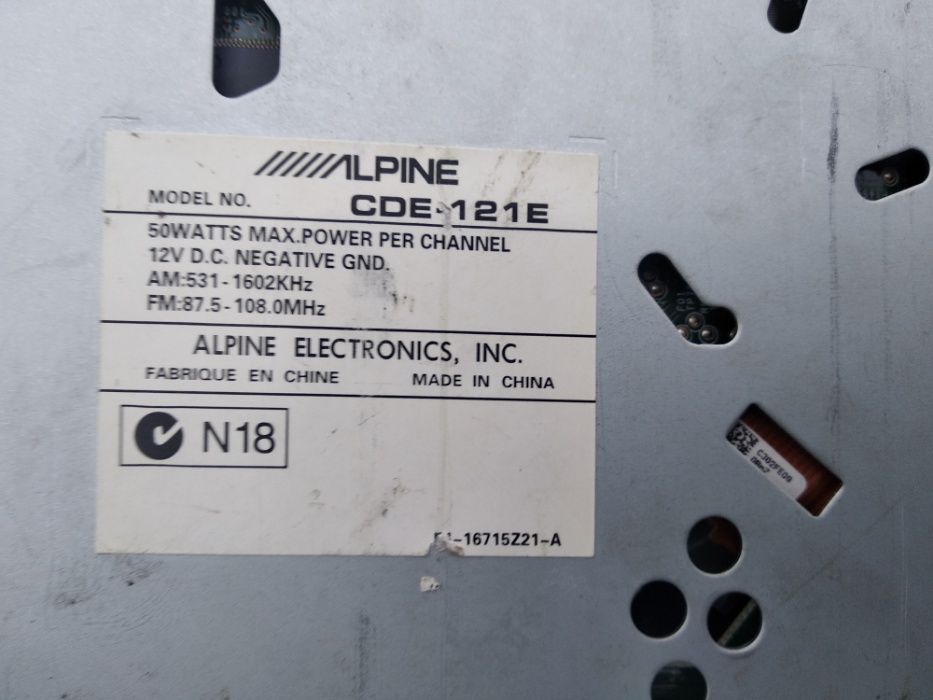 ALPINE
MODEL NO. CDE-121E
50WATTS MAX.POWER PER CHANNEL
12V D.C. NEGATIVE GND.
AM:531-1602KHz
FM:87.5-108.0MHz
ALPINE ELECTRONICS, INC.
FABRIQUE EN CHINE MADE IN CHINA
N18
-16715Z21-A
C302FE09